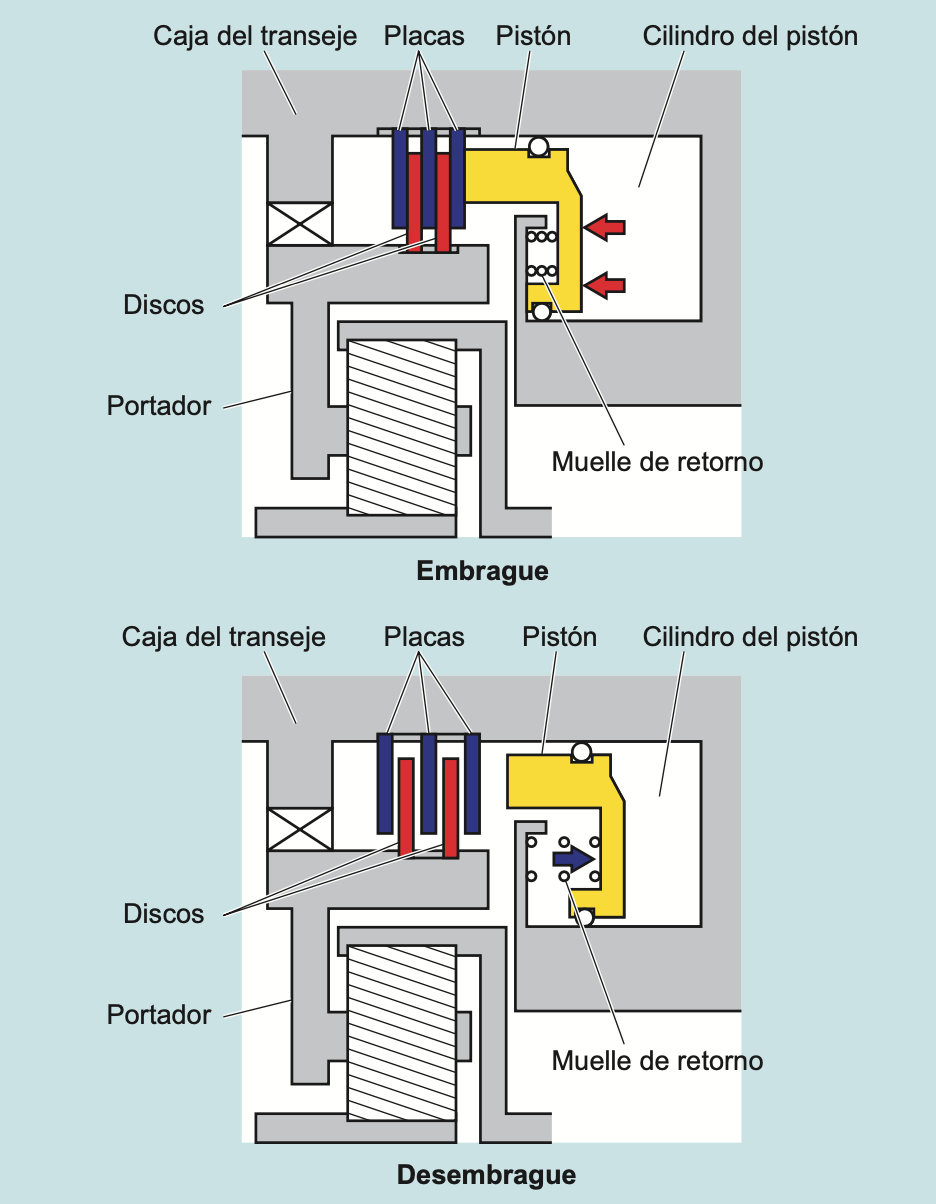 Caja del transeje Placas Pistón Cilindro del pistón
Discos
Portador
Muelle de retorno
Embrague
Caja del transeje Placas Pistón Cilindro del pistón
Discos
Portador
Muelle de retorno
Desembrague